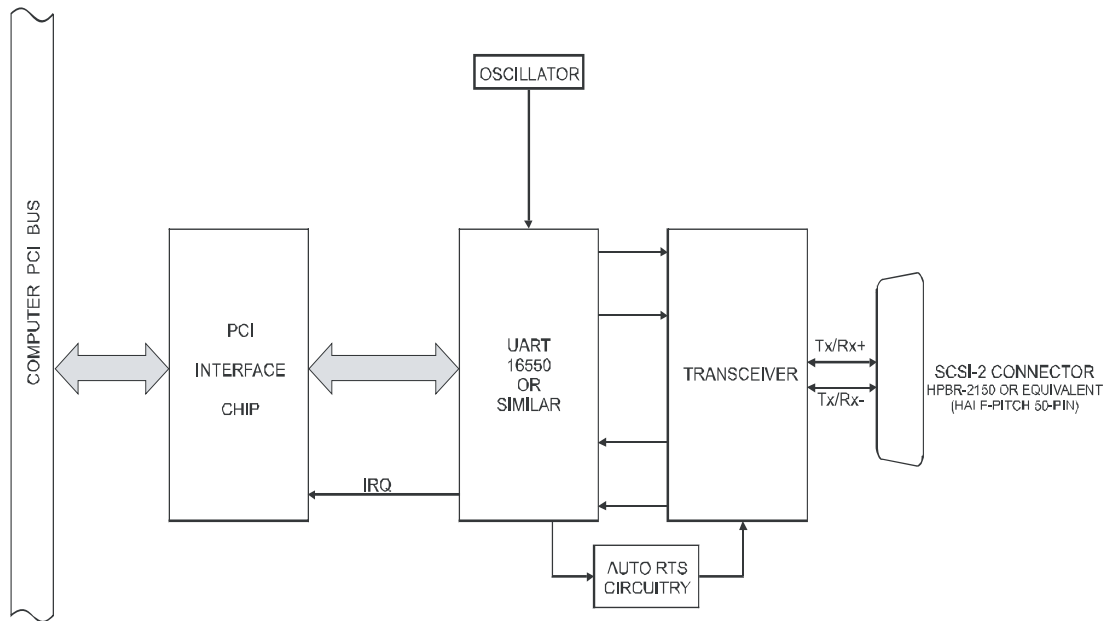 COMPUTER PCI BUS
OSCILLATOR
PCI
INTERFACE
CHIP
UART
16550
OR
SIMILAR
TRANSCEIVER
Tx/Rx+
Tx/Rx-
SCSI-2 CONNECTOR
HPBR-2150 OR EQUIVALENT
(HALF-PITCH 50-PIN)
IRQ
AUTO RTS
CIRCUITRY